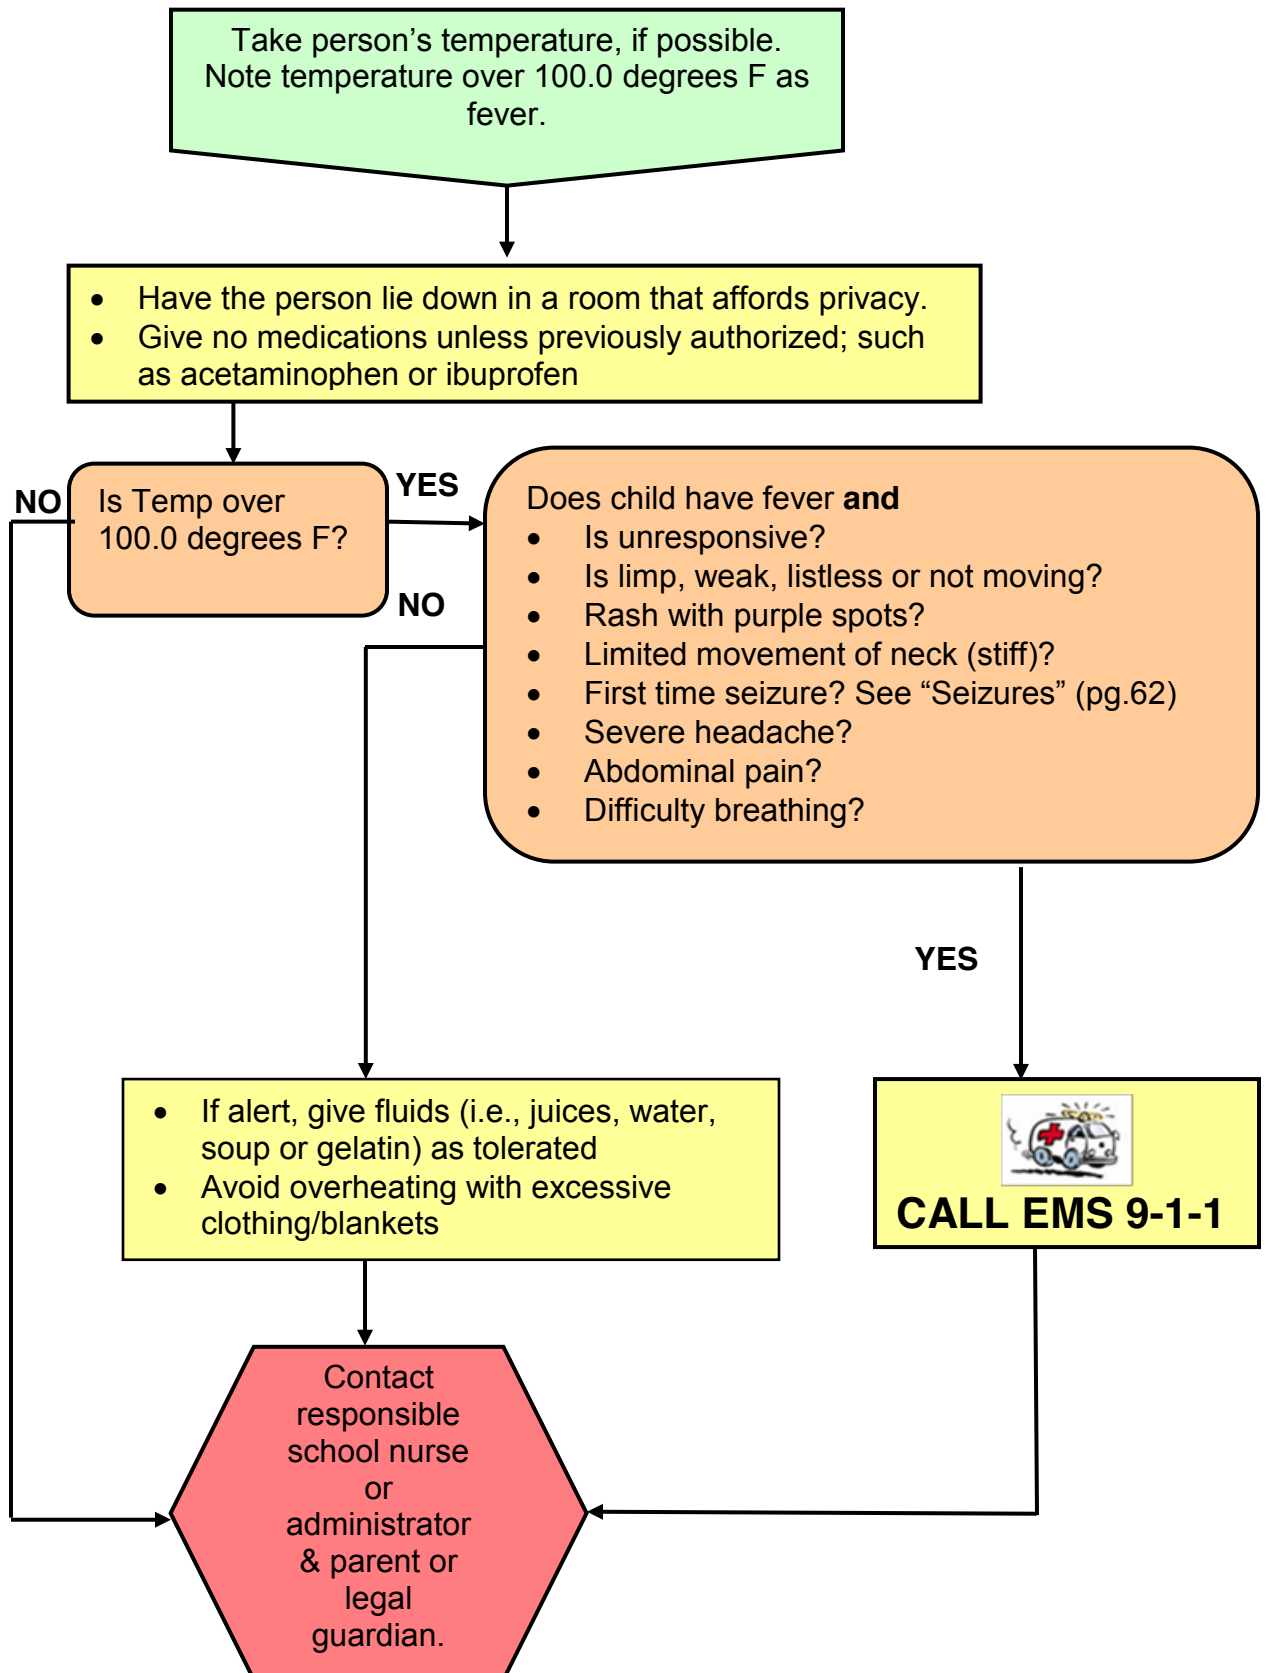 Take person’s temperature, if possible.
Note temperature over 100.0 degrees F as
fever.
• Have the person lie down in a room that affords privacy.
• Give no medications unless previously authorized; such
as acetaminophen or ibuprofen
NO
Is Temp over
100.0 degrees F?
YES
NO
Does child have fever and
• Is unresponsive?
• Is limp, weak, listless or not moving?
• Rash with purple spots?
• Limited movement of neck (stiff)?
• First time seizure? See “Seizures” (pg.62)
• Severe headache?
• Abdominal pain?
• Difficulty breathing?
YES
• If alert, give fluids (i.e., juices, water,
soup or gelatin) as tolerated
• Avoid overheating with excessive
clothing/blankets
CALL EMS 9-1-1
Contact
responsible
school nurse
or
administrator
& parent or
legal
guardian.